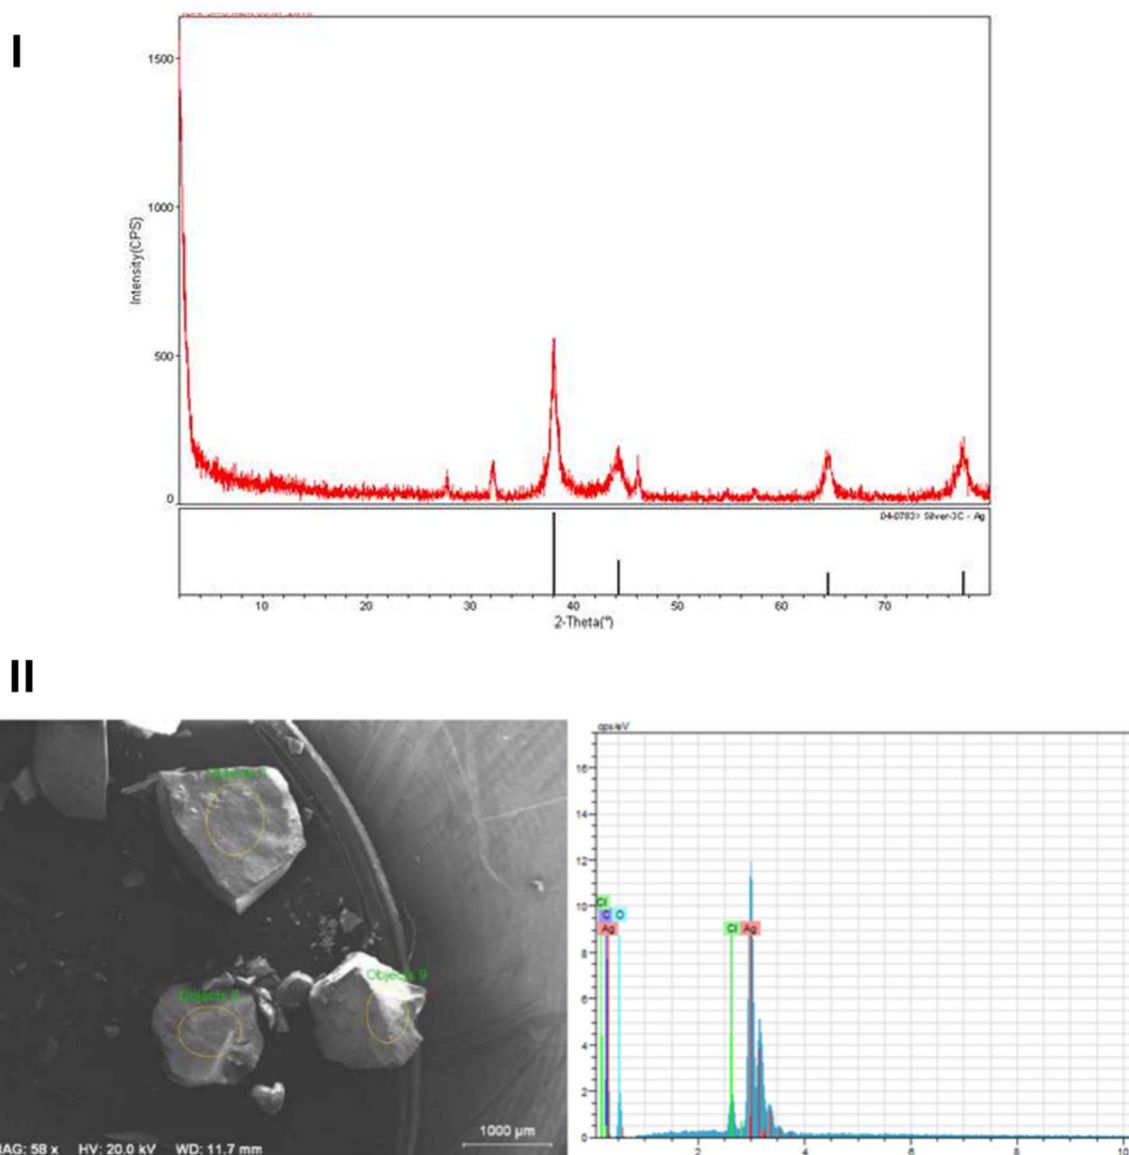 I
1500
1000
500
0
Intensity(CPS)
04-0783> Silver-3C - Ag
10 20 30 40 50 60 70
2-Theta(°)
II
Objects
Objects
Objects 9
MAG: 58 x HV: 20.0 kV WD: 11.7 mm
1000 µm
cps/eV
16
14
12
10
8
6
4
2
0
Cl
C O
Ag
Cl Ag
2 4 6 8 10